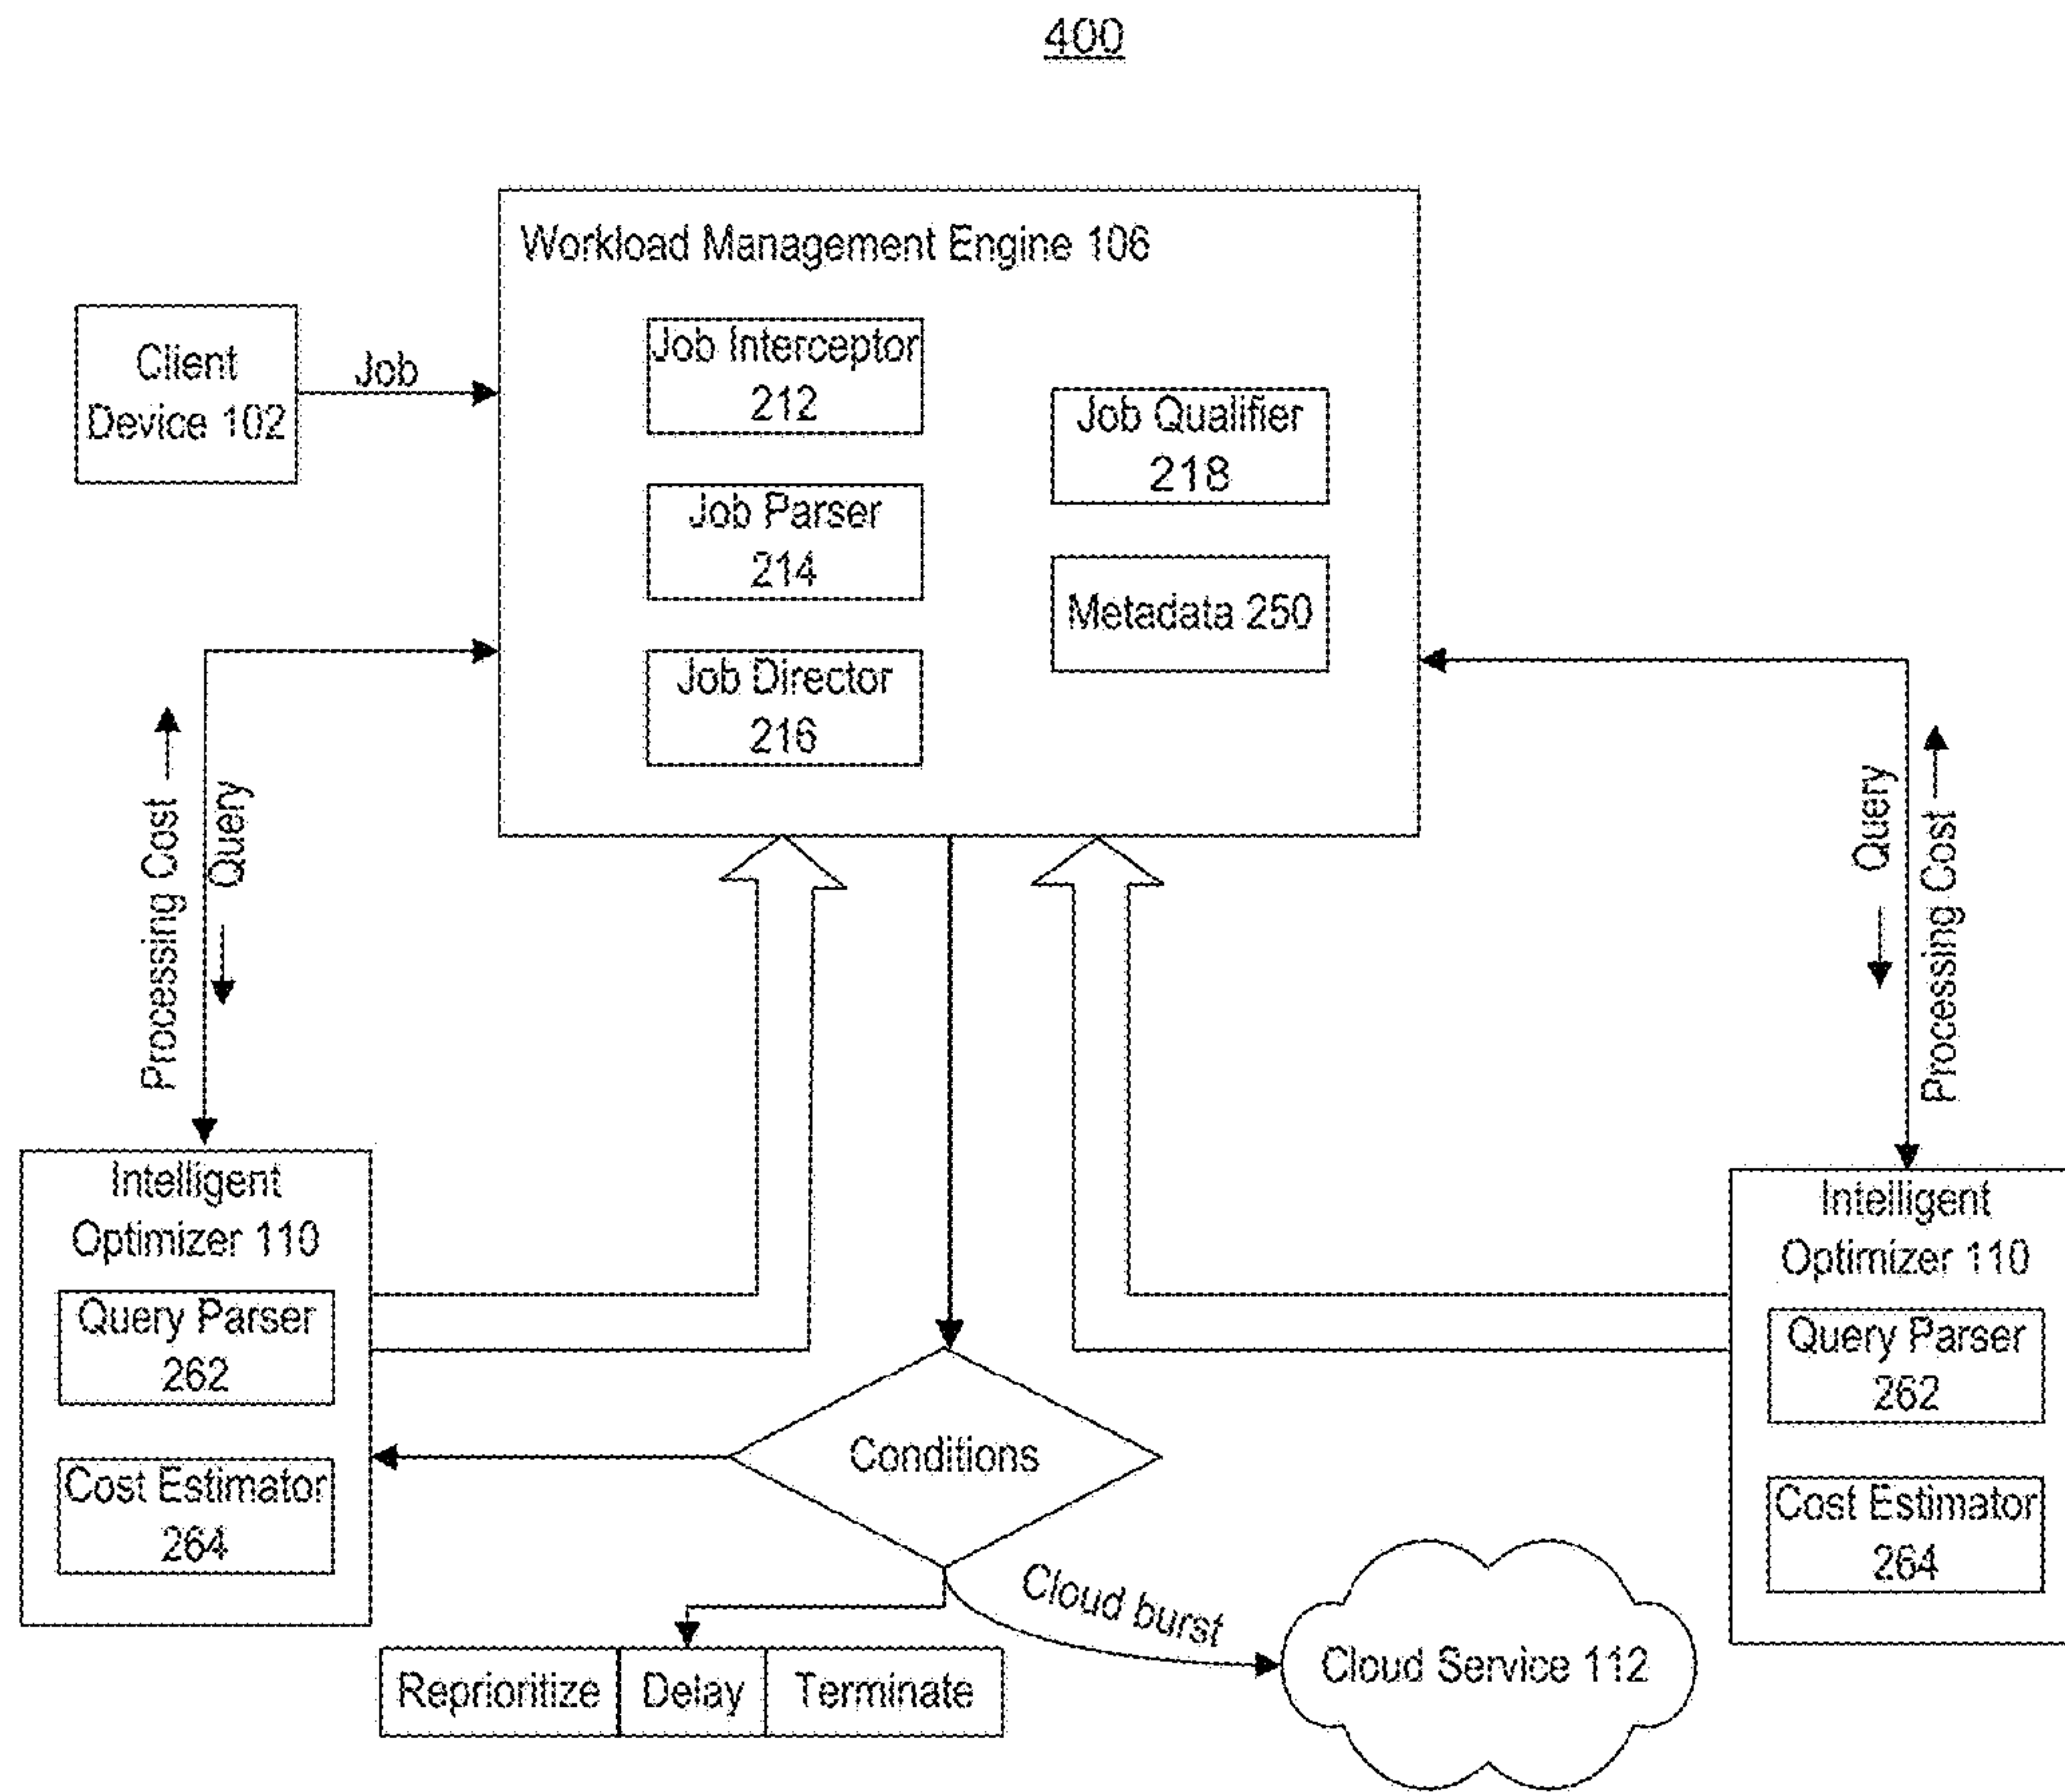 400
Workload Management Engine 106
Client
Device 102
Job
Job Interceptor
212
Job Qualifier
218
Job Parser
214
Metadata 250
Job Director
216
Processing Cost
Query
Query
Processing Cost
Intelligent
Optimizer 110
Query Parser
262
Cost Estimator
264
Conditions
Intelligent
Optimizer 110
Query Parser
262
Cost Estimator
264
Cloud burst
Reprioritize
Delay
Terminate
Cloud Service 112